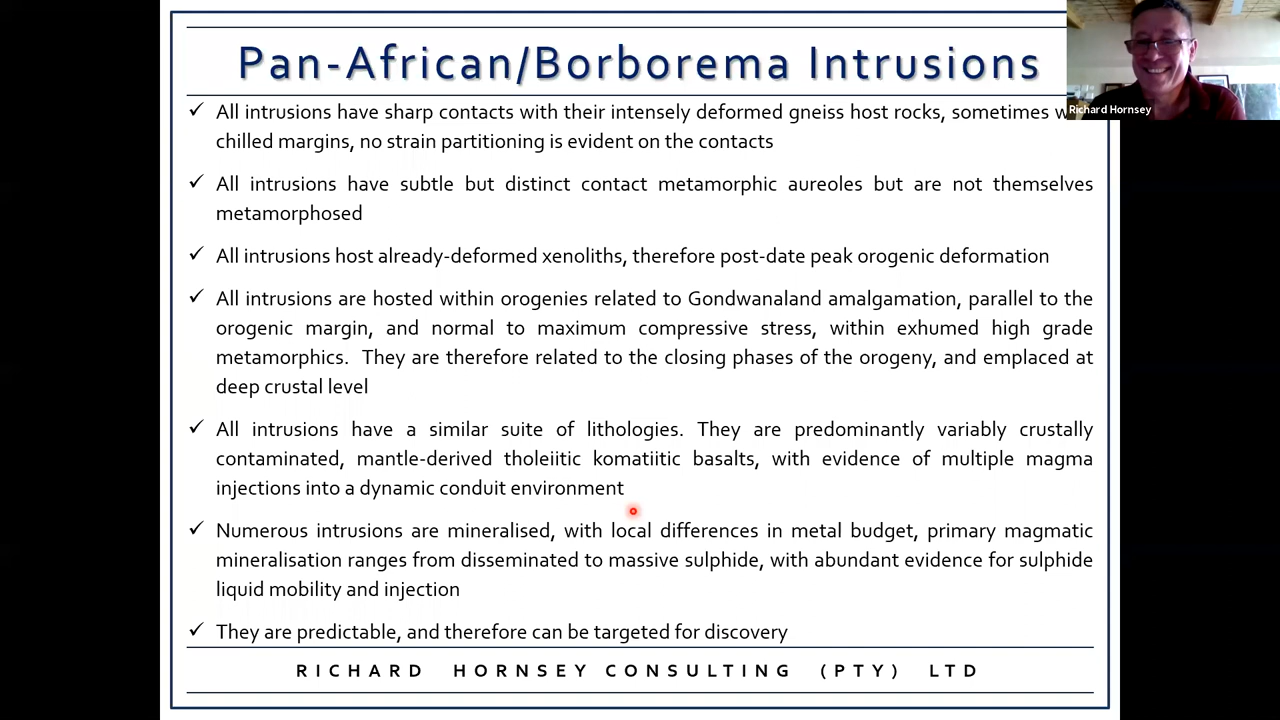 Pan-African/Borborema Intrusions
✓ All intrusions have sharp contacts with their intensely deformed gneiss host rocks, sometimes
chilled margins, no strain partitioning is evident on the contacts
✓ All intrusions have subtle but distinct contact metamorphic aureoles but are not themselves
metamorphosed
✓ All intrusions host already-deformed xenoliths, therefore post-date peak orogenic deformation
✓ All intrusions are hosted within orogenies related to Gondwanaland amalgamation, parallel to the
orogenic margin, and normal to maximum compressive stress, within exhumed high grade
metamorphics. They are therefore related to the closing phases of the orogeny, and emplaced at
deep crustal level
✓ All intrusions have a similar suite of lithologies. They are predominantly variably crustally
contaminated, mantle-derived tholeiitic komatiitic basalts, with evidence of multiple magma
injections into a dynamic conduit environment
✓ Numerous intrusions are mineralised, with local differences in metal budget, primary magmatic
mineralisation ranges from disseminated to massive sulphide, with abundant evidence for sulphide
liquid mobility and injection
✓ They are predictable, and therefore can be targeted for discovery
RICHARD HORNSEY CONSULTING (PTY) LTD
Richard Hornsey